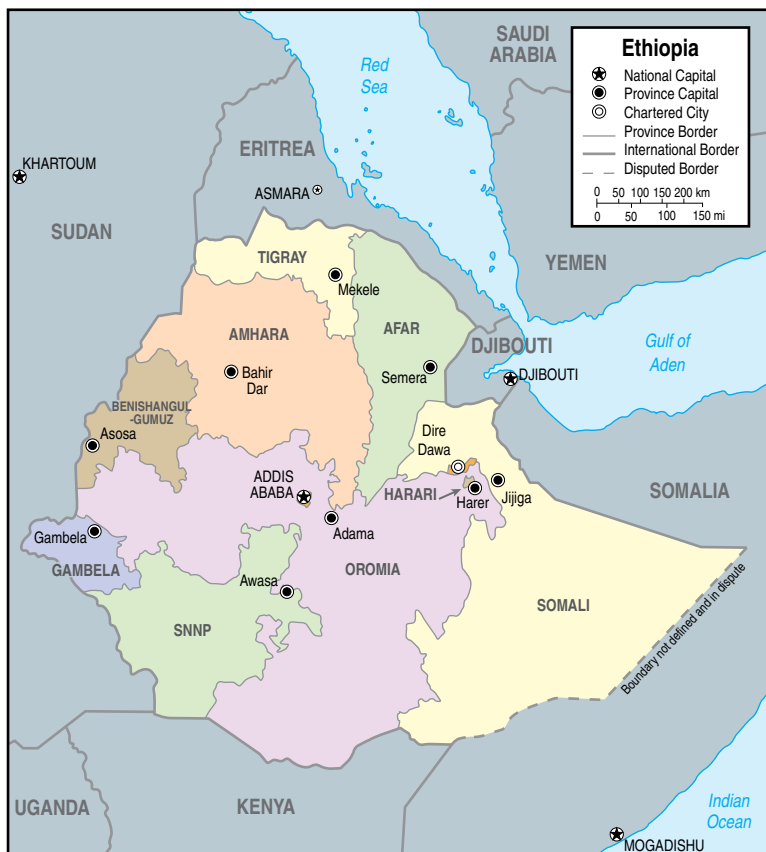 SAUDI
ARABIA
Ethiopia
National Capital
Province Capital
Chartered City
Province Border
International Border
Disputed Border
0 50 100 150 200 km
0 50 100 150 mi
Red
Sea
ERITREA
KHARTOUM
ASMARA
SUDAN
YEMEN
TIGRAY
Mekele
AMHARA
AFAR
DJIBOUTI
Gulf of
Aden
Bahir
Dar
Semera
DJIBOUTI
BENISHANGUL
-GUMUZ
Asosa
Dire
Dawa
ADDIS
ABABA
HARARI
Harer
Jijiga
SOMALIA
Gambela
Adama
GAMBELA
OROMIA
Awasa
SOMALI
SNNP
Boundary not defined and in dispute
UGANDA
KENYA
Indian
Ocean
MOGADISHU